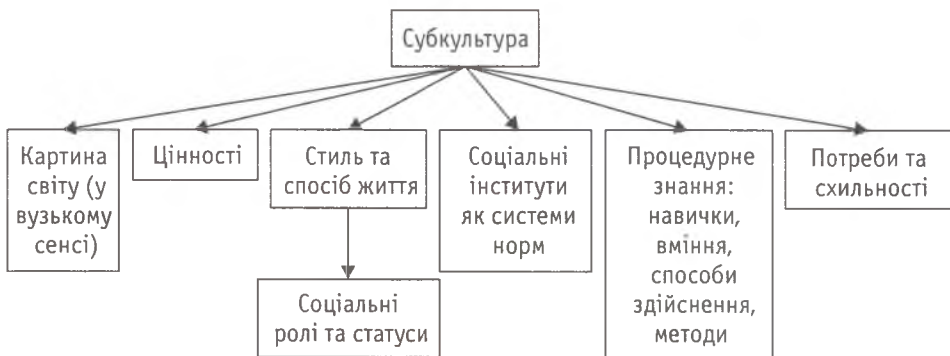 Субкультура
Картина
світу (у
вузькому
сенсі)
Цінності
Стиль та
спосіб життя
Соціальні
інститути
як системи
норм
Процедурне
знання:
навички,
вміння,
способи
здійснення,
методи
Потреби та
схильності
Соціальні
ролі та статуси